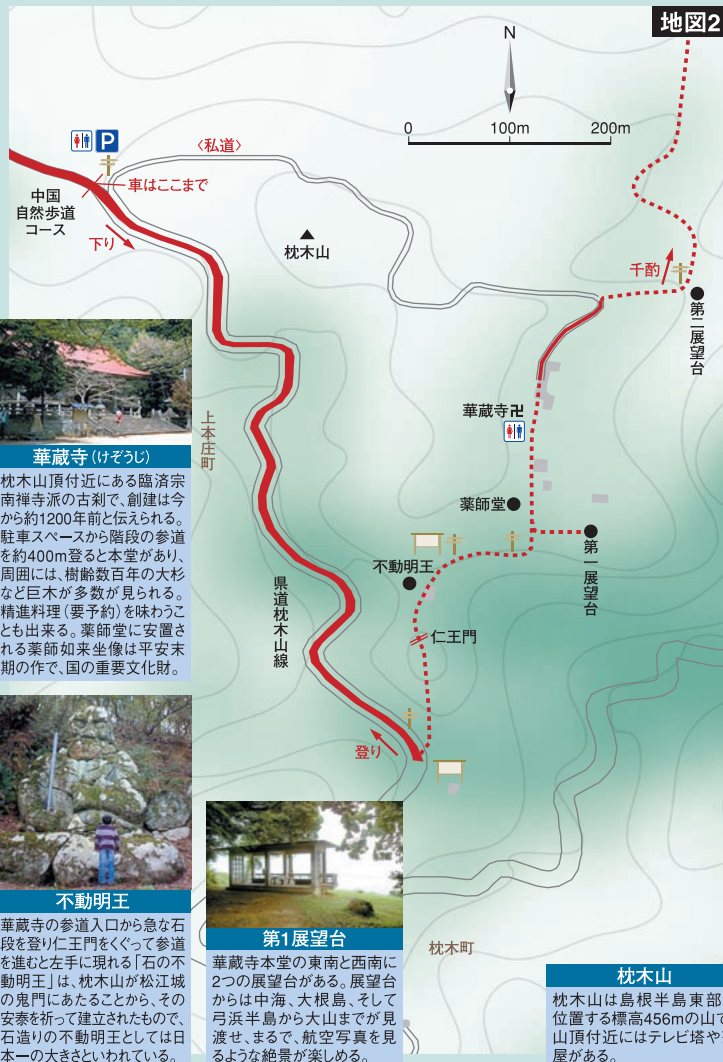 地図2
N
0 100m 200m
P
〈私道〉
車はここまで
中国
自然歩道
コース
下り
枕木山
千酌
第二展望台
華蔵寺卍
上本庄町
薬師堂
第一展望台
不動明王
仁王門
県道枕木山線
登り
枕木町
華蔵寺(けぞうじ)
枕木山頂付近にある臨済宗
南禅寺派の古刹で、創建は今
から約1200年前と伝えられる。
駐車スペースから階段の参道
を約400m登ると本堂があり、
周囲には、樹齢数百年の大杉
など巨木が多数が見られる。
精進料理(要予約)を味わうこ
とも出来る。薬師堂に安置さ
れる薬師如来坐像は平安末
期の作で、国の重要文化財。
不動明王
華蔵寺の参道入口から急な石
段を登り仁王門をくぐって参道
を進むと左手に現れる「石の不
動明王」は、枕木山が松江城
の鬼門にあたることから、その
安泰を祈って建立されたもので、
石造りの不動明王としては日
本一の大きさといわれている。
第1展望台
華蔵寺本堂の東南と西南に
2つの展望台がある。展望台
からは中海、大根島、そして
弓浜半島から大山までが見
渡せ、まるで、航空写真を見
るような絶景が楽しめる。
枕木山
枕木山は島根半島東部
位置する標高456mの山で
山頂付近にはテレビ塔や
屋がある。